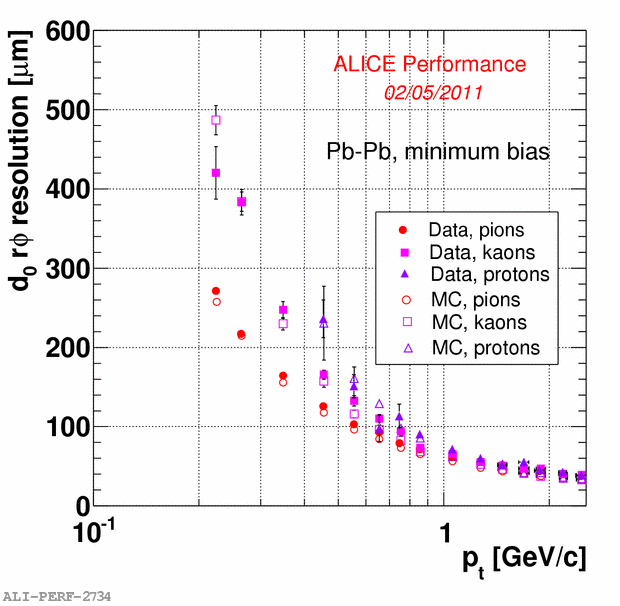 d0 rφ resolution [μm]
600
500
400
300
200
100
0
ALICE Performance
02/05/2011
Pb-Pb, minimum bias
Data, pions
Data, kaons
Data, protons
MC, pions
MC, kaons
MC, protons
10-1
1
pt [GeV/c]
ALI-PERF-2734